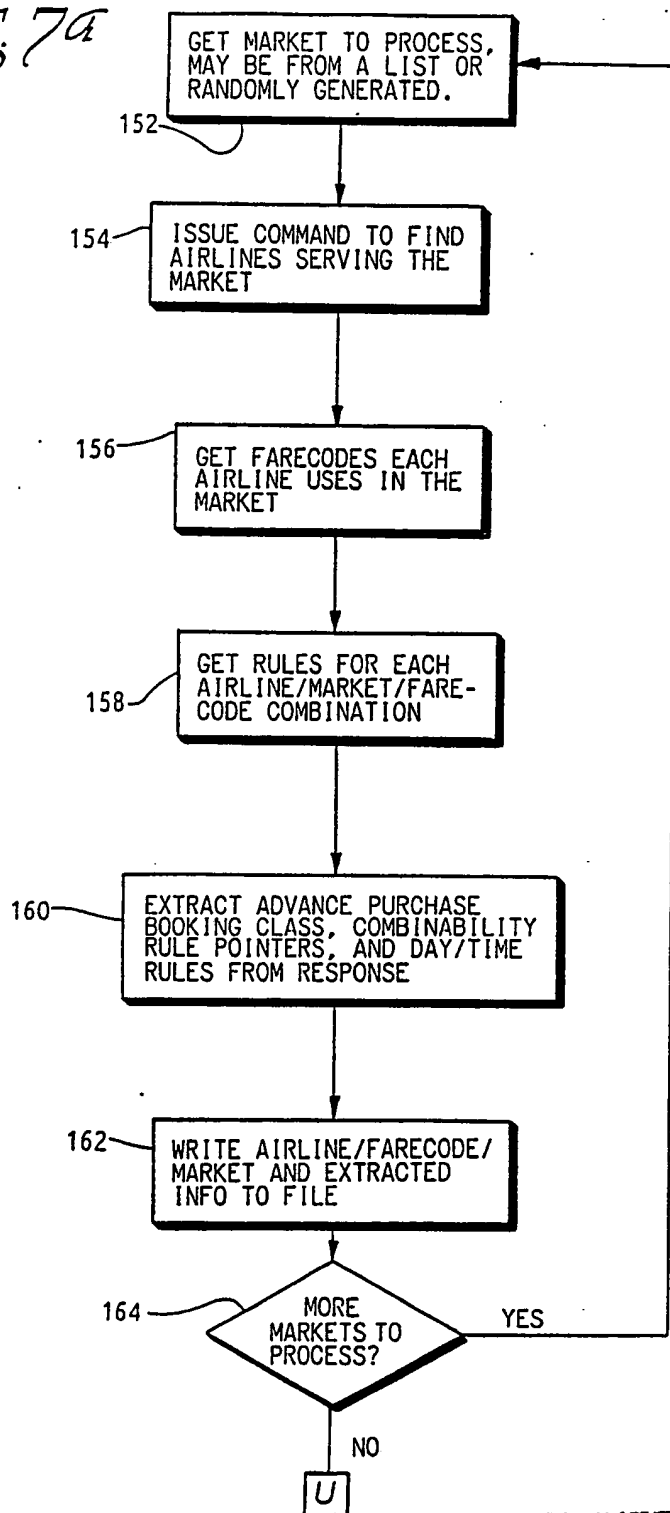 7a
GET MARKET TO PROCESS,
MAY BE FROM A LIST OR
RANDOMLY GENERATED.
152
154
ISSUE COMMAND TO FIND
AIRLINES SERVING THE
MARKET
156
GET FARECODES EACH
AIRLINE USES IN THE
MARKET
158
GET RULES FOR EACH
AIRLINE/MARKET/FARE-
CODE COMBINATION
160
EXTRACT ADVANCE PURCHASE
BOOKING CLASS, COMBINABILITY
RULE POINTERS, AND DAY/TIME
RULES FROM RESPONSE
162
WRITE AIRLINE/FARECODE/
MARKET AND EXTRACTED
INFO TO FILE
164
MORE
MARKETS TO
PROCESS?
YES
NO
U